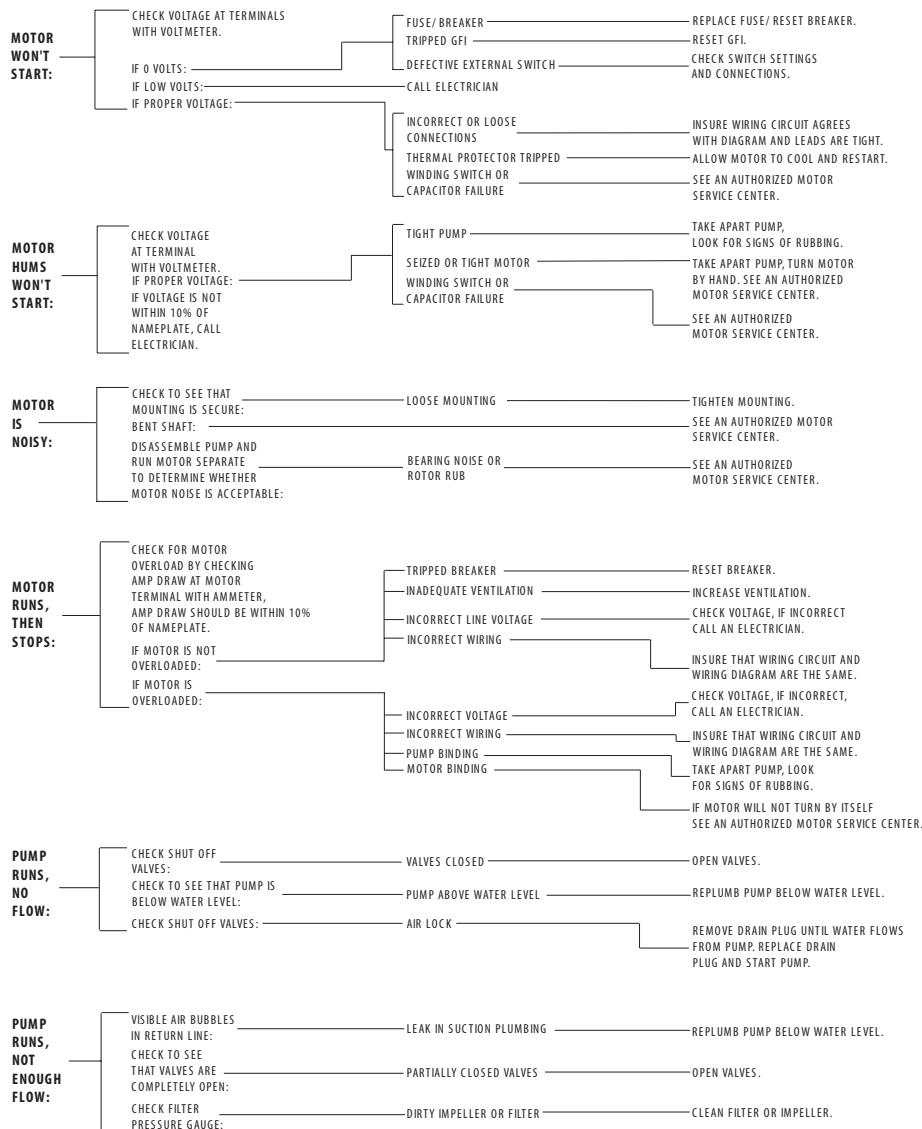 MOTOR
WON'T
START:
CHECK VOLTAGE AT TERMINALS
WITH VOLTMETER.
IF 0 VOLTS:
FUSE/ BREAKER
REPLACE FUSE/ RESET BREAKER.
TRIPPED GFI
RESET GFI.
DEFECTIVE EXTERNAL SWITCH
CHECK SWITCH SETTINGS
AND CONNECTIONS.
IF LOW VOLTS:
CALL ELECTRICIAN
IF PROPER VOLTAGE:
INCORRECT OR LOOSE
CONNECTIONS
INSURE WIRING CIRCUIT AGREES
WITH DIAGRAM AND LEADS ARE TIGHT.
THERMAL PROTECTOR TRIPPED
ALLOW MOTOR TO COOL AND RESTART.
WINDING SWITCH OR
CAPACITOR FAILURE
SEE AN AUTHORIZED MOTOR
SERVICE CENTER.
MOTOR
HUMS
WON'T
START:
CHECK VOLTAGE
AT TERMINAL
WITH VOLTMETER.
IF PROPER VOLTAGE:
IF VOLTAGE IS NOT
WITHIN 10% OF
NAMEPLATE, CALL
ELECTRICIAN.
TIGHT PUMP
TAKE APART PUMP,
LOOK FOR SIGNS OF RUBBING.
SEIZED OR TIGHT MOTOR
TAKE APART PUMP, TURN MOTOR
BY HAND. SEE AN AUTHORIZED
MOTOR SERVICE CENTER.
WINDING SWITCH OR
CAPACITOR FAILURE
SEE AN AUTHORIZED
MOTOR SERVICE CENTER.
MOTOR
IS
NOISY:
CHECK TO SEE THAT
MOUNTING IS SECURE:
LOOSE MOUNTING
TIGHTEN MOUNTING.
BENT SHAFT:
SEE AN AUTHORIZED MOTOR
SERVICE CENTER.
DISASSEMBLE PUMP AND
RUN MOTOR SEPARATE
TO DETERMINE WHETHER
MOTOR NOISE IS ACCEPTABLE:
BEARING NOISE OR
ROTOR RUB
SEE AN AUTHORIZED
MOTOR SERVICE CENTER.
MOTOR
RUNS,
THEN
STOPS:
CHECK FOR MOTOR
OVERLOAD BY CHECKING
AMP DRAW AT MOTOR
TERMINAL WITH AMMETER,
AMP DRAW SHOULD BE WITHIN 10%
OF NAMEPLATE.
IF MOTOR IS NOT
OVERLOADED:
TRIPPED BREAKER
RESET BREAKER.
INADEQUATE VENTILATION
INCREASE VENTILATION.
INCORRECT LINE VOLTAGE
CHECK VOLTAGE, IF INCORRECT
CALL AN ELECTRICIAN.
INCORRECT WIRING
INSURE THAT WIRING CIRCUIT AND
WIRING DIAGRAM ARE THE SAME.
IF MOTOR IS
OVERLOADED:
INCORRECT VOLTAGE
CHECK VOLTAGE, IF INCORRECT,
CALL AN ELECTRICIAN.
INCORRECT WIRING
INSURE THAT WIRING CIRCUIT AND
WIRING DIAGRAM ARE THE SAME.
PUMP BINDING
TAKE APART PUMP, LOOK
FOR SIGNS OF RUBBING.
MOTOR BINDING
IF MOTOR WILL NOT TURN BY ITSELF
SEE AN AUTHORIZED MOTOR SERVICE CENTER.
PUMP
RUNS,
NO
FLOW:
CHECK SHUT OFF
VALVES:
VALVES CLOSED
OPEN VALVES.
CHECK TO SEE THAT PUMP IS
BELOW WATER LEVEL:
PUMP ABOVE WATER LEVEL
REPLUMB PUMP BELOW WATER LEVEL.
CHECK SHUT OFF VALVES:
AIR LOCK
REMOVE DRAIN PLUG UNTIL WATER FLOWS
FROM PUMP. REPLACE DRAIN
PLUG AND START PUMP.
PUMP
RUNS,
NOT
ENOUGH
FLOW:
VISIBLE AIR BUBBLES
IN RETURN LINE:
LEAK IN SUCTION PLUMBING
REPLUMB PUMP BELOW WATER LEVEL.
CHECK TO SEE
THAT VALVES ARE
COMPLETELY OPEN:
PARTIALLY CLOSED VALVES
OPEN VALVES.
CHECK FILTER
PRESSURE GAUGE:
DIRTY IMPELLER OR FILTER
CLEAN FILTER OR IMPELLER.